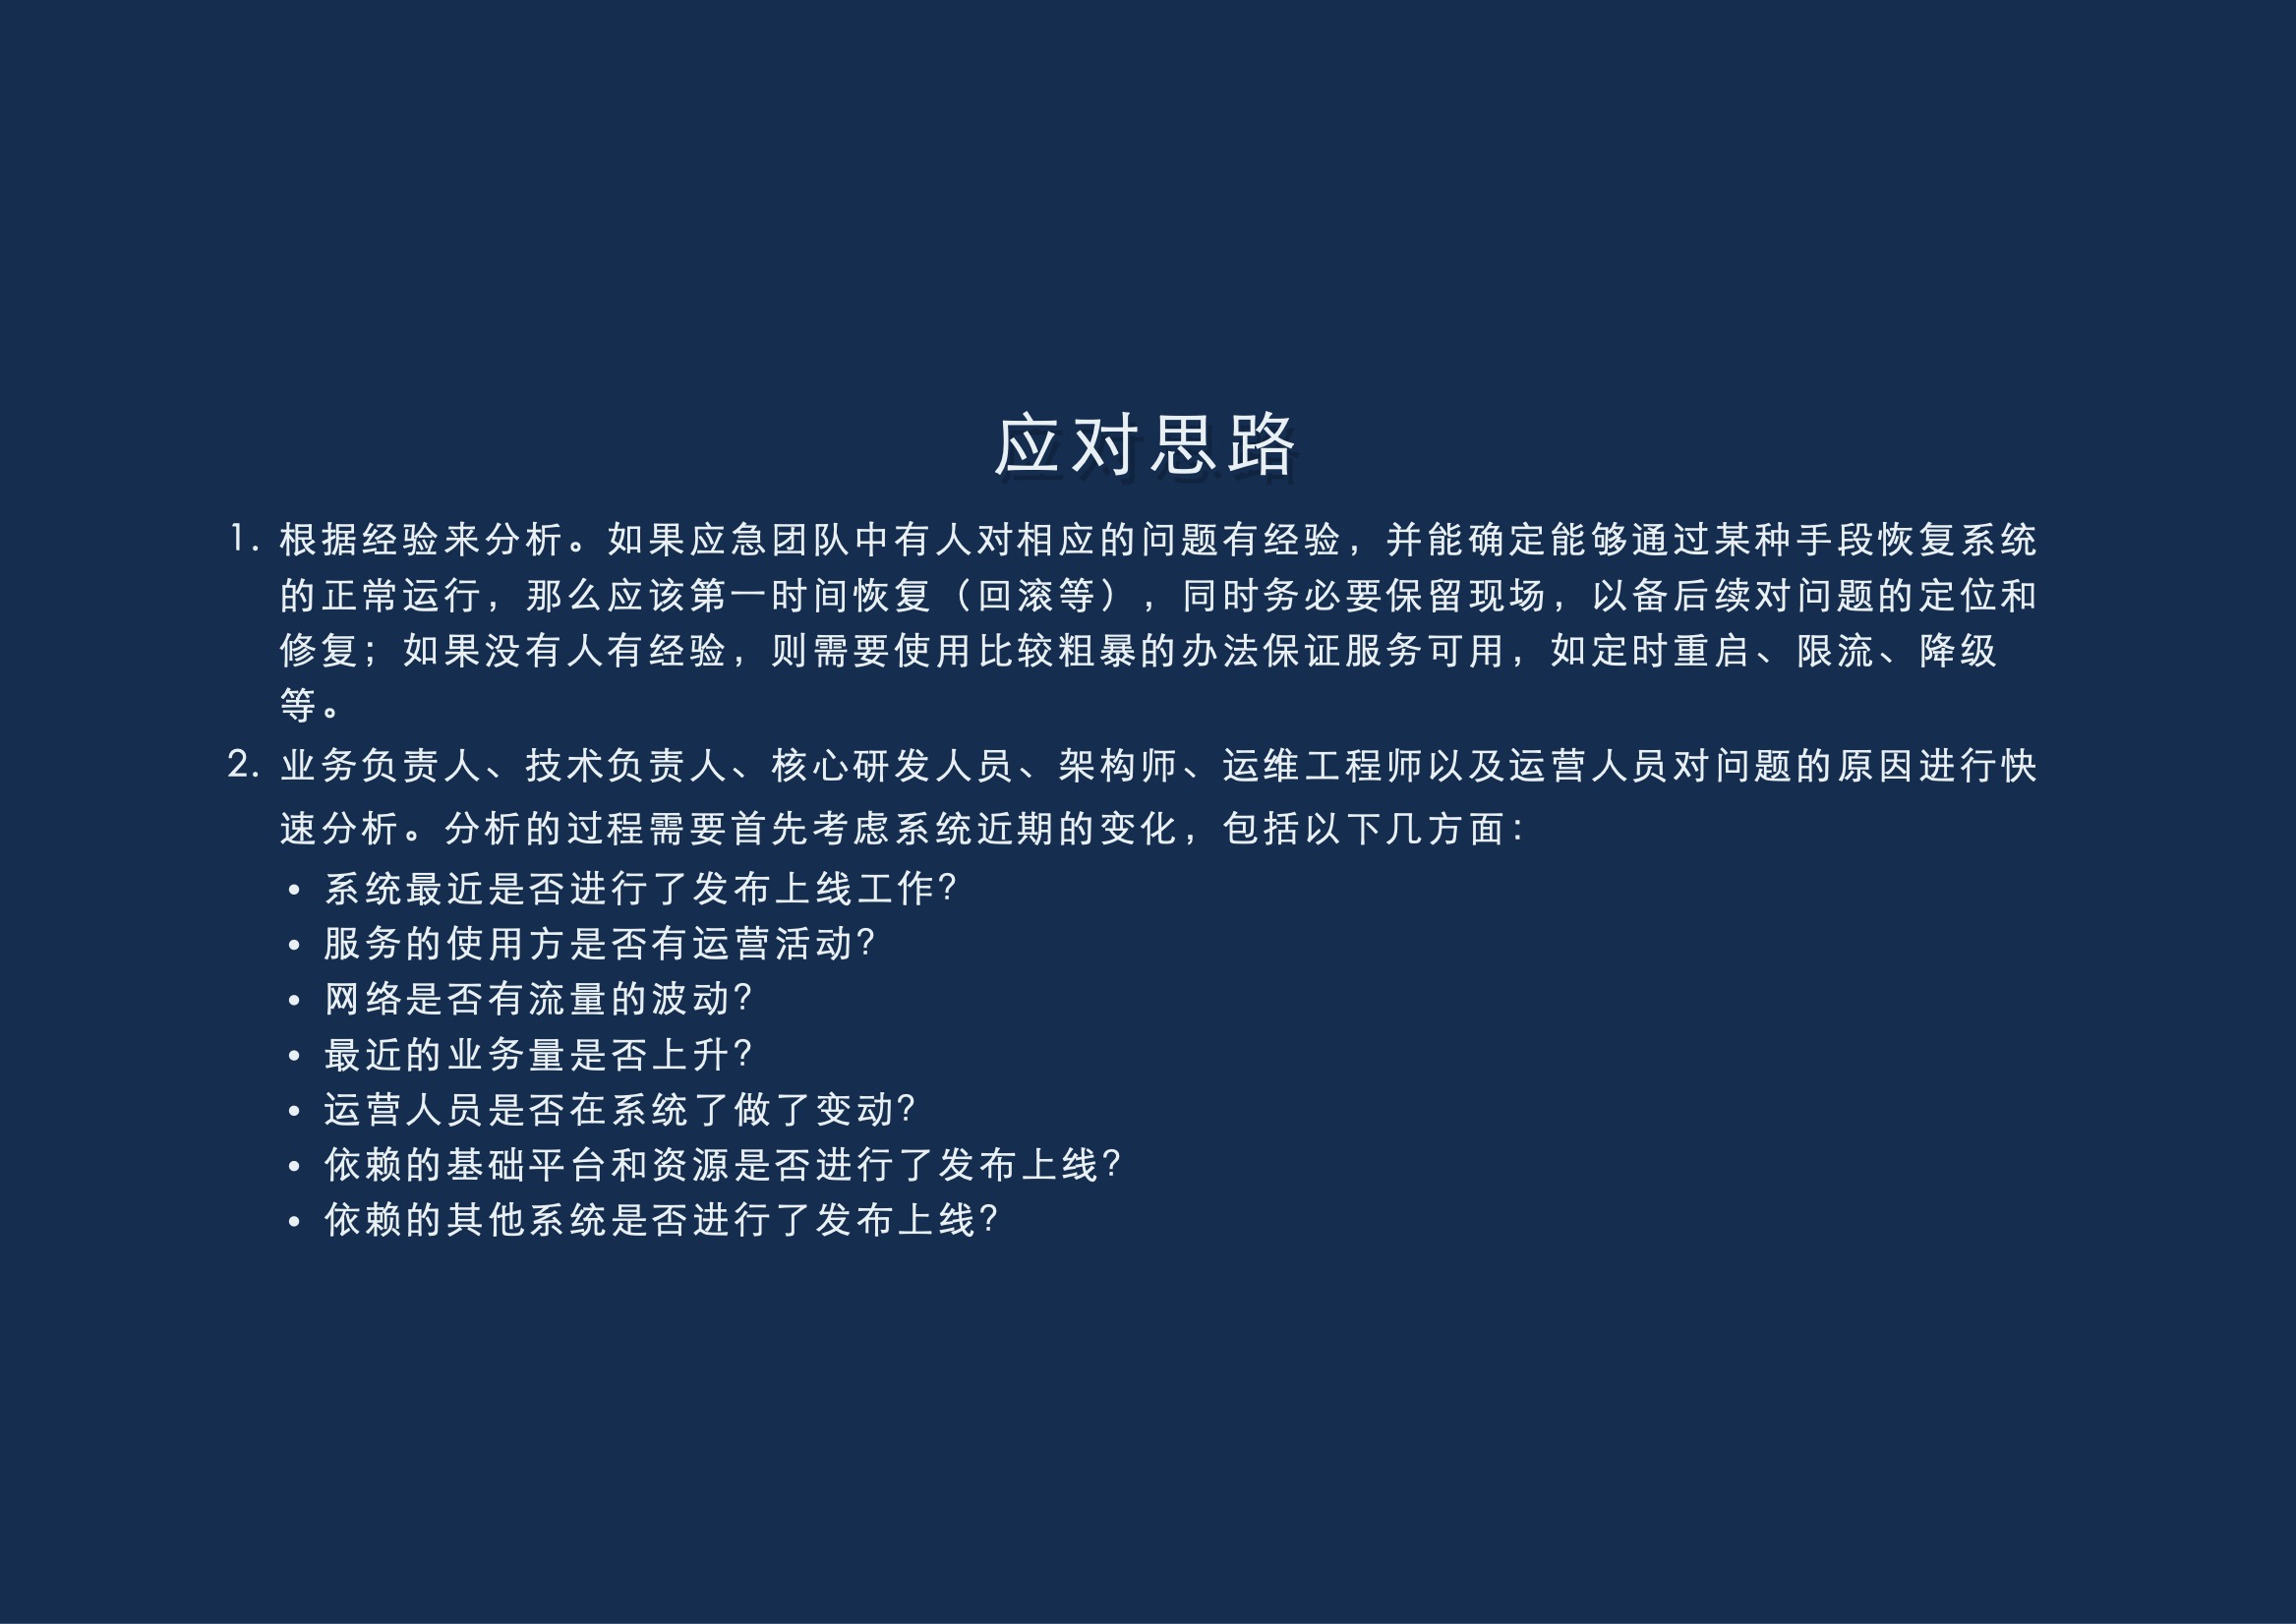 应对思路
1. 根据经验来分析。如果应急团队中有人对相应的问题有经验，并能确定能够通过某种手段恢复系统
的正常运行，那么应该第一时间恢复（回滚等），同时务必要保留现场，以备后续对问题的定位和
修复；如果没有人有经验，则需要使用比较粗暴的办法保证服务可用，如定时重启、限流、降级
等。
2. 业务负责人、技术负责人、核心研发人员、架构师、运维工程师以及运营人员对问题的原因进行快
速分析。分析的过程需要首先考虑系统近期的变化，包括以下几方面：
• 系统最近是否进行了发布上线工作？
• 服务的使用方是否有运营活动？
• 网络是否有流量的波动？
• 最近的业务量是否上升？
• 运营人员是否在系统了做了变动？
• 依赖的基础平台和资源是否进行了发布上线？
• 依赖的其他系统是否进行了发布上线？